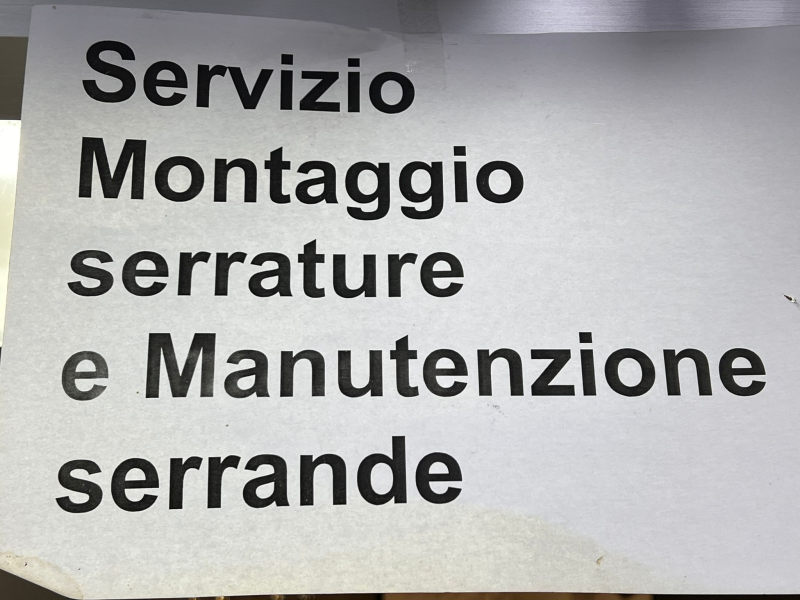 Servizio
Montaggio
serrature
e Manutenzione
serrande